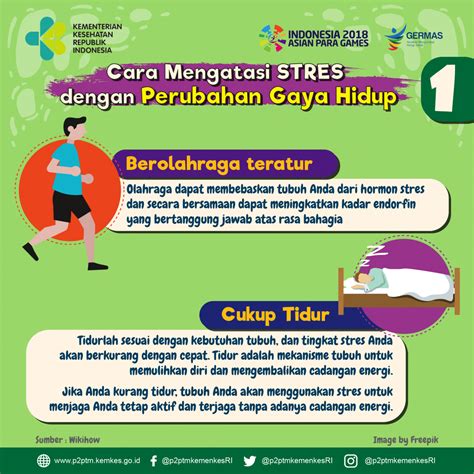 KEMENTERIAN
KESEHATAN
REPUBLIK
INDONESIA
INDONESIA 2018
ASIAN PARA GAMES
GERMAS
Cara Mengatasi STRES
dengan Perubahan Gaya Hidup
1
Berolahraga teratur
Olahraga dapat membebaskan tubuh Anda dari hormon stres
dan secara bersamaan dapat meningkatkan kadar endorfin
yang bertanggung jawab atas rasa bahagia
Cukup Tidur
Tidurlah sesuai dengan kebutuhan tubuh, dan tingkat stres Anda
akan berkurang dengan cepat. Tidur adalah mekanisme tubuh untuk
memulihkan diri dan mengembalikan cadangan energi.
Jika Anda kurang tidur, tubuh Anda akan menggunakan stres untuk
menjaga Anda tetap aktif dan terjaga tanpa adanya cadangan energi.
Sumber : Wikihow
Image by Freepik
www.p2ptm.kemkes.go.id
@p2ptmkemenkesRI
@p2ptmkemenkesRI
@p2ptmkemenkesRI